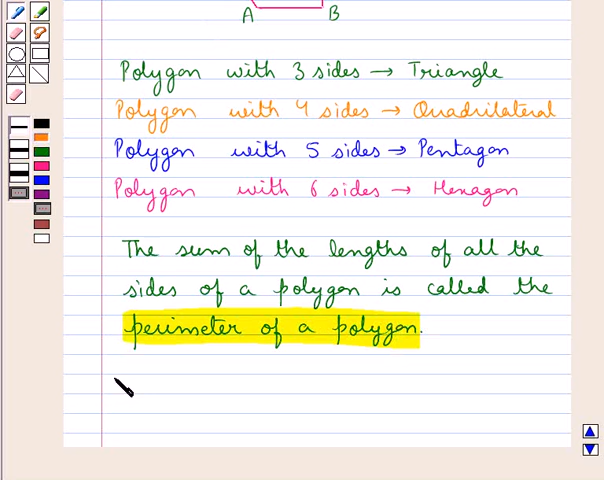 A B
Polygon with 3 sides → Triangle
Polygon with 4 sides → Quadrilateral
Polygon with 5 sides → Pentagon
Polygon with 6 sides → Hexagon
The sum of the lengths of all the
sides of a polygon is called the
perimeter of a polygon.